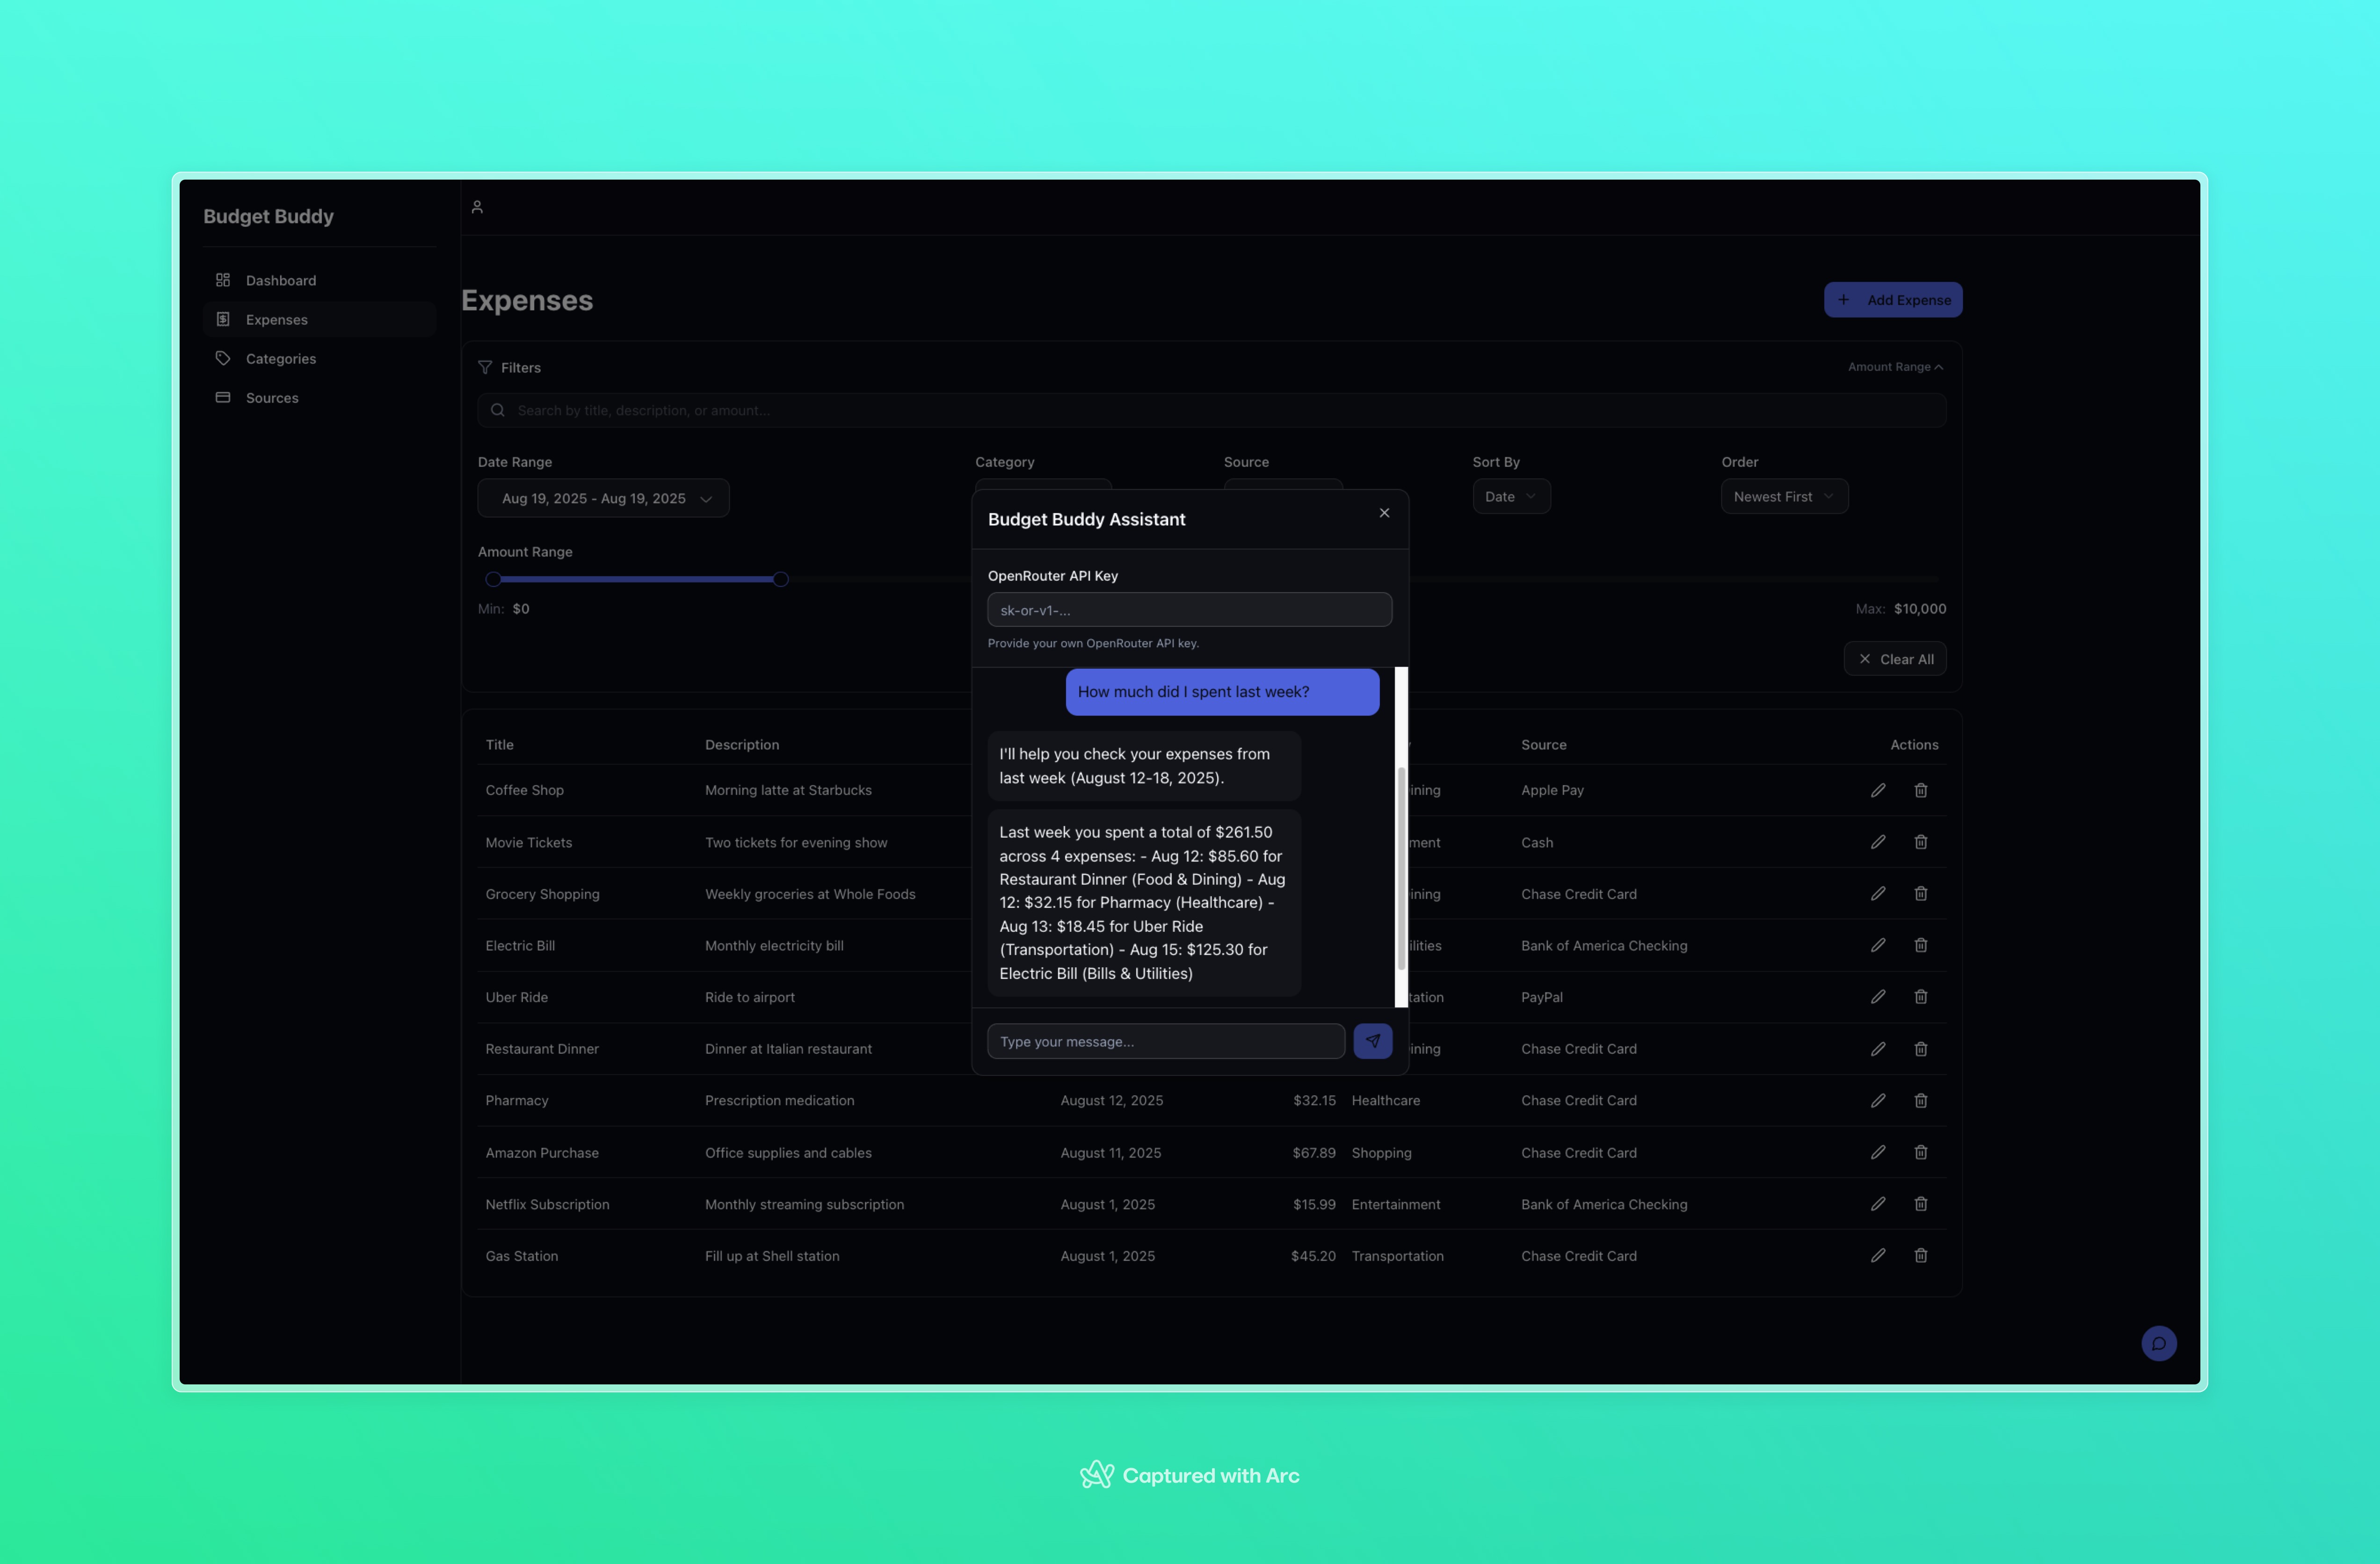 Budget Buddy
Dashboard
Expenses
Categories
Sources
Expenses
Add Expense
Filters
Amount Range
Search by title, description, or amount...
Date Range
Category
Source
Sort By
Order
Aug 19, 2025 - Aug 19, 2025
Date
Newest First
Amount Range
Min: $0
Max: $10,000
Clear All
Budget Buddy Assistant
OpenRouter API Key
sk-or-v1-...
Provide your own OpenRouter API key.
How much did I spent last week?
I'll help you check your expenses from
last week (August 12-18, 2025).
Last week you spent a total of $261.50
across 4 expenses: - Aug 12: $85.60 for
Restaurant Dinner (Food & Dining) - Aug
12: $32.15 for Pharmacy (Healthcare) -
Aug 13: $18.45 for Uber Ride
(Transportation) - Aug 15: $125.30 for
Electric Bill (Bills & Utilities)
Type your message...
Title Description Source Actions
Coffee Shop Morning latte at Starbucks ining Apple Pay
Movie Tickets Two tickets for evening show ment Cash
Grocery Shopping Weekly groceries at Whole Foods ining Chase Credit Card
Electric Bill Monthly electricity bill ilities Bank of America Checking
Uber Ride Ride to airport tation PayPal
Restaurant Dinner Dinner at Italian restaurant ining Chase Credit Card
Pharmacy Prescription medication August 12, 2025 $32.15 Healthcare Chase Credit Card
Amazon Purchase Office supplies and cables August 11, 2025 $67.89 Shopping Chase Credit Card
Netflix Subscription Monthly streaming subscription August 1, 2025 $15.99 Entertainment Bank of America Checking
Gas Station Fill up at Shell station August 1, 2025 $45.20 Transportation Chase Credit Card
Captured with Arc